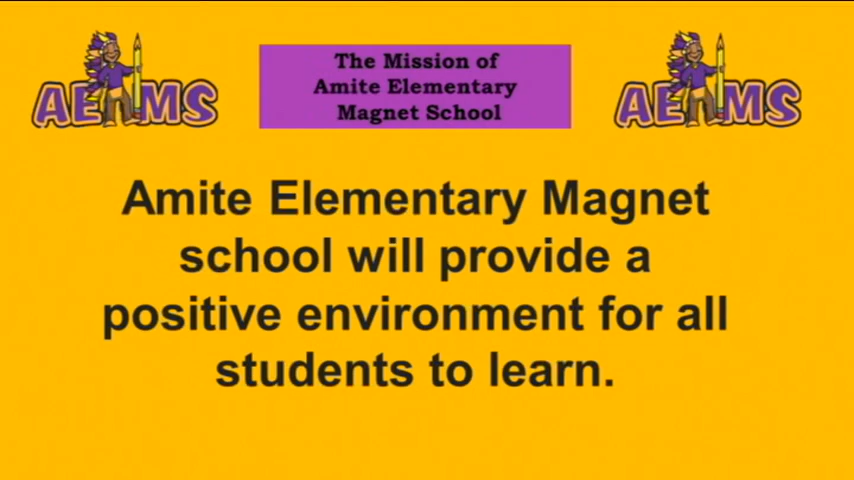 AEMS
The Mission of
Amite Elementary
Magnet School
AEMS
Amite Elementary Magnet
school will provide a
positive environment for all
students to learn.